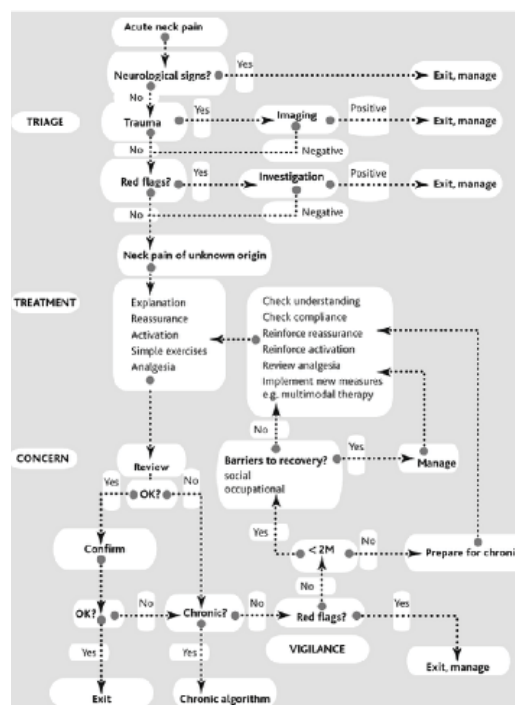 Acute neck pain
Neurological signs?
Yes
Exit, manage
No
TRIAGE
Trauma
Yes
Imaging
Positive
Exit, manage
No
Negative
Red flags?
Yes
Investigation
Positive
Exit, manage
No
Negative
Neck pain of unknown origin
TREATMENT
Explanation
Reassurance
Activation
Simple exercises
Analgesia
Check understanding
Check compliance
Reinforce reassurance
Reinforce activation
Review analgesia
Implement new measures
e.g. multimodal therapy
No
CONCERN
Review
Barriers to recovery?
social
occupational
Yes
Manage
Yes
OK?
No
Yes
Confirm
< 2M
No
Prepare for chroni
No
OK?
No
Chronic?
No
Red flags?
Yes
VIGILANCE
Yes
Yes
Exit, manage
Exit
Chronic algorithm